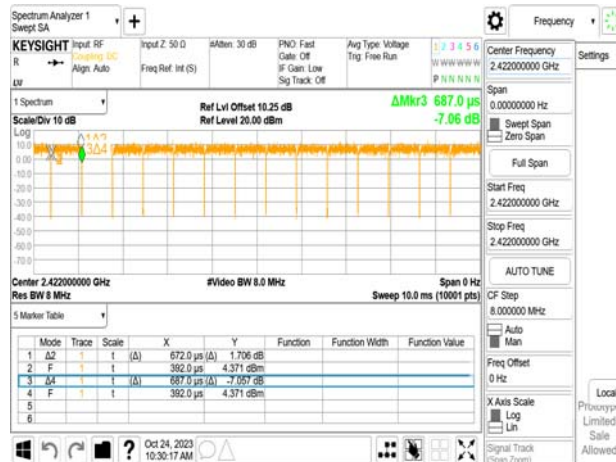 Spectrum Analyzer 1
Swept SA
Frequency
KEYSIGHT
Input: RF
Coupling: DC
Align: Auto
Input Z: 50 Ω
Freq Ref: Int (S)
#Atten: 30 dB
PNO: Fast
Gate: Off
IF Gain: Low
Sig Track: Off
Avg Type: Voltage
Trig: Free Run
1 2 3 4 5 6
W W W W W W
P N N N N N
R
Center Frequency
2.422000000 GHz
Settings
Span
0.00000000 Hz
Swept Span
Zero Span
Full Span
Start Freq
2.422000000 GHz
Stop Freq
2.422000000 GHz
AUTO TUNE
CF Step
8.000000 MHz
Auto
Man
Freq Offset
0 Hz
X Axis Scale
Log
Lin
Signal Track
(Span Zoom)
Local
Limited
Sale
Allowed
1 Spectrum
Scale/Div 10 dB
Ref Lvl Offset 10.25 dB
Ref Level 20.00 dBm
ΔMkr3 687.0 µs
-7.06 dB
Log
10.0
0.00
-10.0
-20.0
-30.0
-40.0
-50.0
-60.0
-70.0
3Δ4
Center 2.422000000 GHz
Res BW 8 MHz
#Video BW 8.0 MHz
Span 0 Hz
Sweep 10.0 ms (10001 pts)
5 Marker Table
Mode Trace Scale X Y Function Function Width Function Value
1 Δ2 1 t (Δ) 672.0 µs (Δ) 1.706 dB
2 F 1 t 392.0 µs 4.371 dBm
3 Δ4 1 t (Δ) 687.0 µs (Δ) -7.057 dB
4 F 1 t 392.0 µs 4.371 dBm
5
6
?
Oct 24, 2023
10:30:17 AM